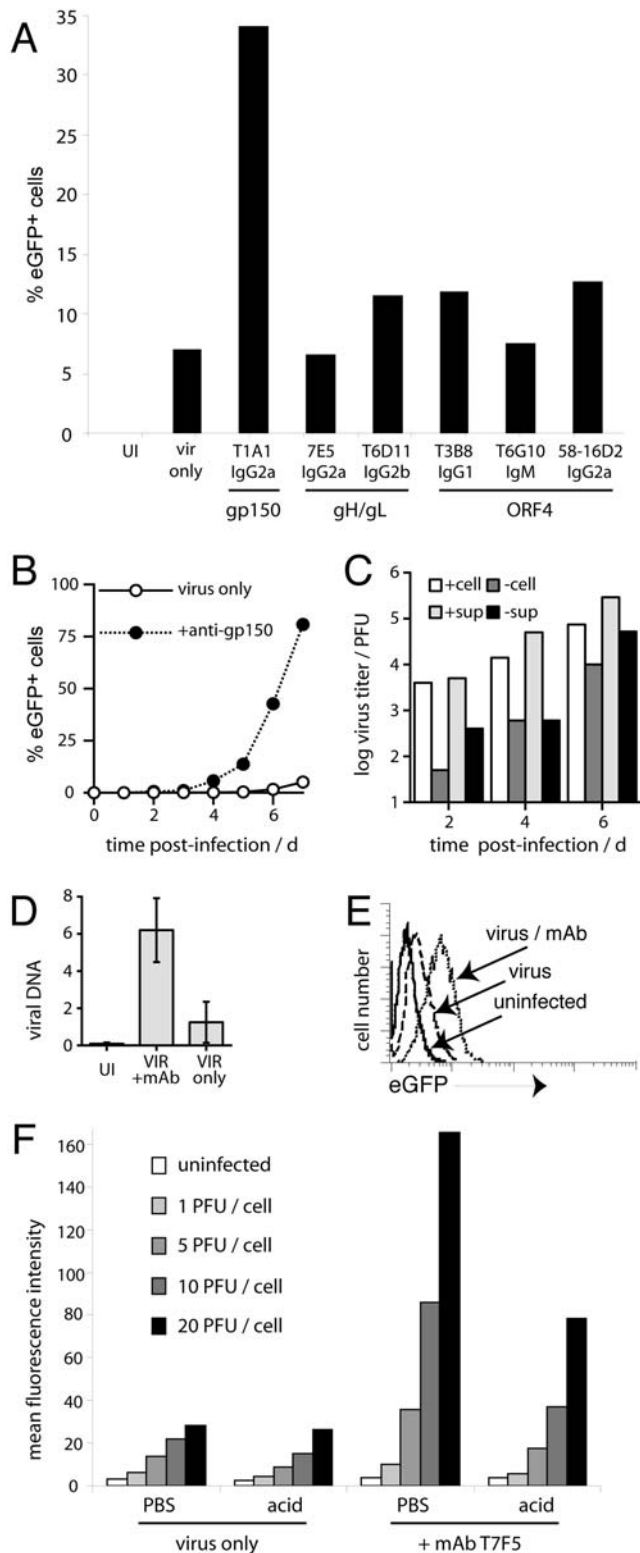 A
% eGFP+ cells
35
30
25
20
15
10
5
0
UI
vir only
T1A1 IgG2a
7E5 IgG2a
T6D11 IgG2b
T3B8 IgG1
T6G10 IgM
58-16D2 IgG2a
gp150
gH/gL
ORF4
B
% eGFP+ cells
100
75
50
25
0
virus only
+anti-gp150
0 2 4 6
time post-infection / d
C
log virus titer / PFU
6
5
4
3
2
1
+cell -cell
+sup -sup
2 4 6
time post-infection / d
D
viral DNA
8
6
4
2
0
UI
VIR +mAb
VIR only
E
cell number
virus / mAb
virus
uninfected
eGFP
F
mean fluorescence intensity
160
140
120
100
80
60
40
20
0
uninfected
1 PFU / cell
5 PFU / cell
10 PFU / cell
20 PFU / cell
PBS acid PBS acid
virus only + mAb T7F5